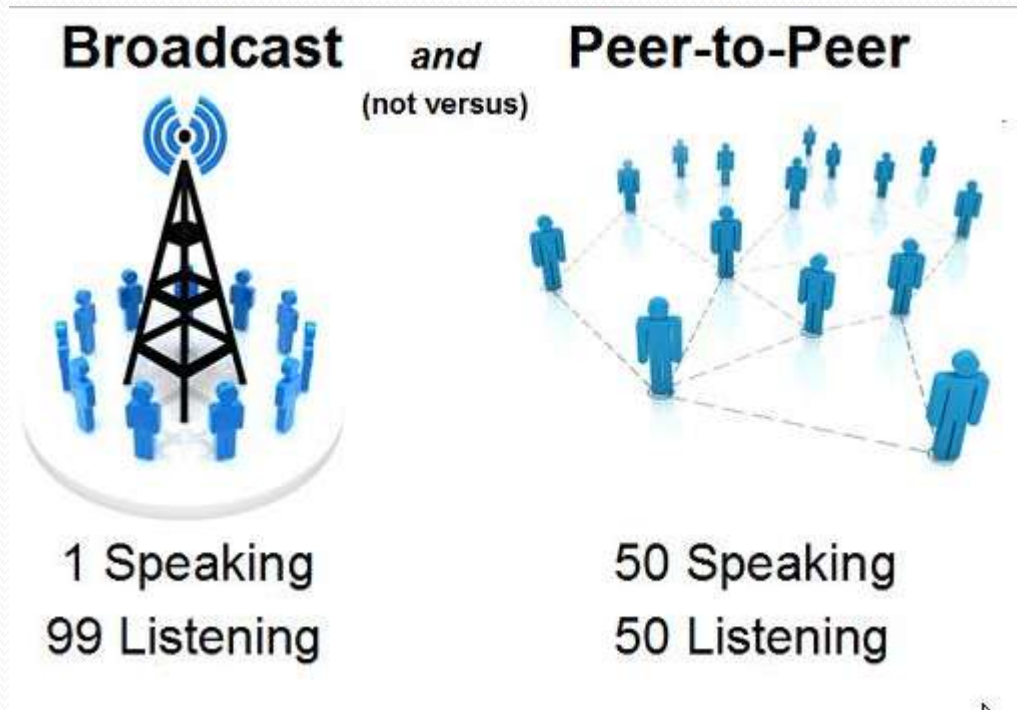 Broadcast and Peer-to-Peer
(not versus)
1 Speaking
99 Listening
50 Speaking
50 Listening